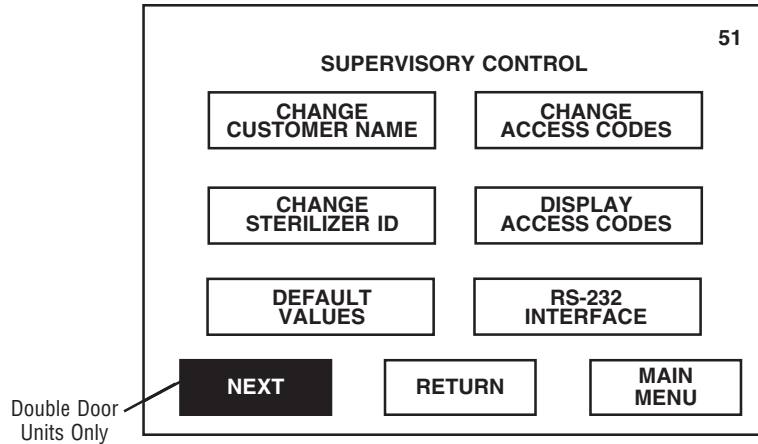 51
SUPERVISORY CONTROL
CHANGE
CUSTOMER NAME
CHANGE
ACCESS CODES
CHANGE
STERILIZER ID
DISPLAY
ACCESS CODES
DEFAULT
VALUES
RS-232
INTERFACE
NEXT
RETURN
MAIN
MENU
Double Door
Units Only